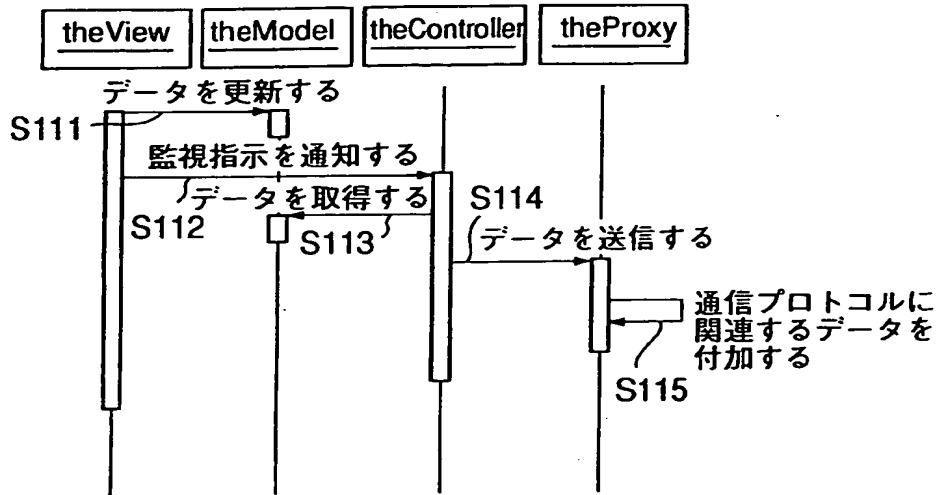 theView theModel theController theProxy
データを更新する
S111
監視指示を通知する
データを取得する
S112
S113
S114
データを送信する
通信プロトコルに
関連するデータを
付加する
S115